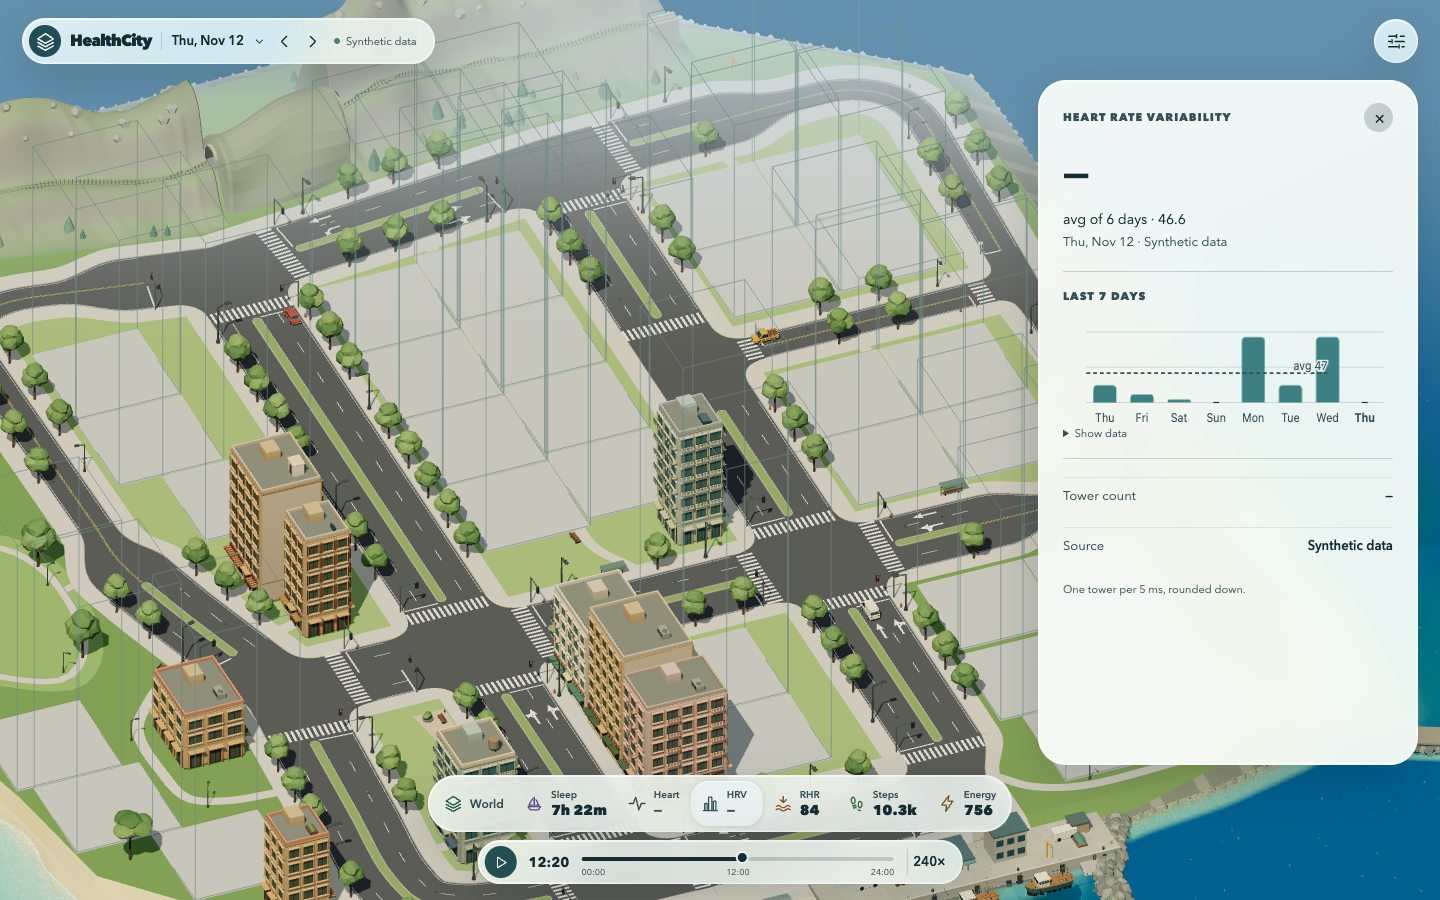 HealthCity
Thu, Nov 12
Synthetic data
HEART RATE VARIABILITY
–
avg of 6 days · 46.6
Thu, Nov 12 · Synthetic data
LAST 7 DAYS
avg 47
Thu Fri Sat Sun Mon Tue Wed Thu
Show data
Tower count –
Source Synthetic data
One tower per 5 ms, rounded down.
World
Sleep
7h 22m
Heart
–
HRV
–
RHR
84
Steps
10.3k
Energy
756
12:20
00:00 12:00 24:00
240×